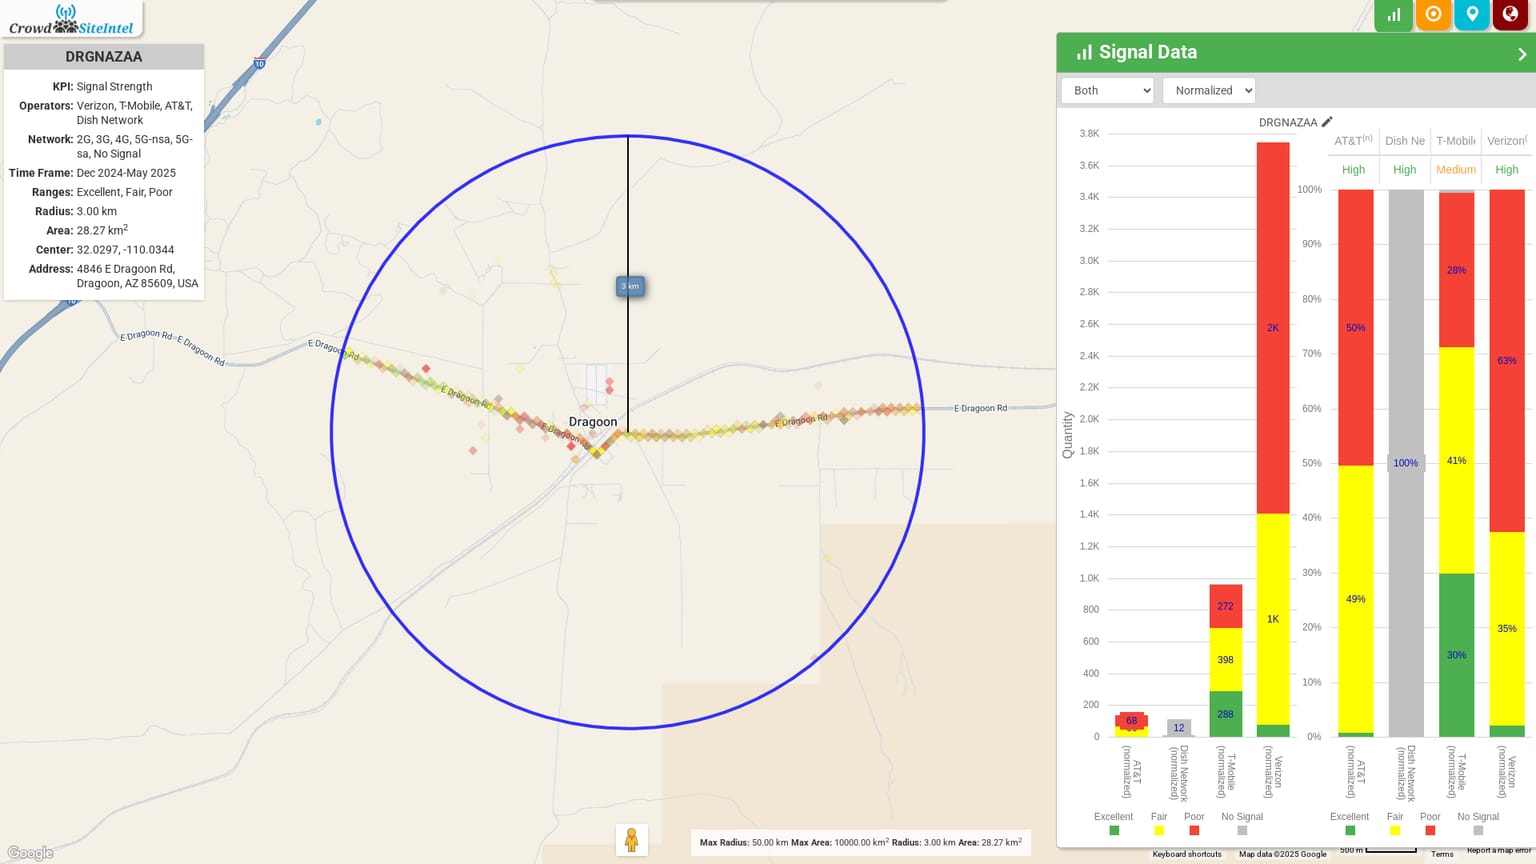 Crowd SiteIntel
DRGNAZAA
KPI: Signal Strength
Operators: Verizon, T-Mobile, AT&T,
Dish Network
Network: 2G, 3G, 4G, 5G-nsa, 5G-
sa, No Signal
Time Frame: Dec 2024-May 2025
Ranges: Excellent, Fair, Poor
Radius: 3.00 km
Area: 28.27 km2
Center: 32.0297, -110.0344
Address: 4846 E Dragoon Rd,
Dragoon, AZ 85609, USA
10
10
E Dragoon Rd
E Dragoon Rd
E Dragoon Rd
E Dragoon Rd
E Dragoon Rd
E Dragoon Rd
E Dragoon Rd
Dragoon
3 km
Google
Max Radius: 50.00 km Max Area: 10000.00 km2 Radius: 3.00 km Area: 28.27 km2
Signal Data
Both
Normalized
DRGNAZAA
Quantity
3.8K
3.6K
3.4K
3.2K
3.0K
2.8K
2.6K
2.4K
2.2K
2.0K
1.8K
1.6K
1.4K
1.2K
1.0K
800
600
400
200
0
68
12
272
398
288
2K
1K
AT&T (normalized)
Dish Network (normalized)
T-Mobile (normalized)
Verizon (normalized)
Excellent Fair Poor No Signal
AT&T(n) Dish Ne T-Mobile Verizon(
High High Medium High
100%
90%
80%
70%
60%
50%
40%
30%
20%
10%
0%
50%
49%
100%
28%
41%
30%
63%
35%
AT&T (normalized)
Dish Network (normalized)
T-Mobile (normalized)
Verizon (normalized)
Excellent Fair Poor No Signal
Keyboard shortcuts Map data ©2025 Google 500 m Terms Report a map error